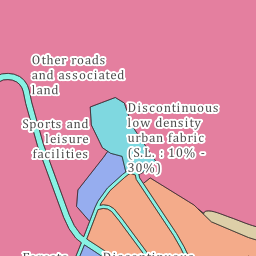 Other roads
and associated
land
Discontinuous
low density
urban fabric
(S.L. : 10% -
30%)
Sports and
leisure
facilities
Forests
Discontinuous